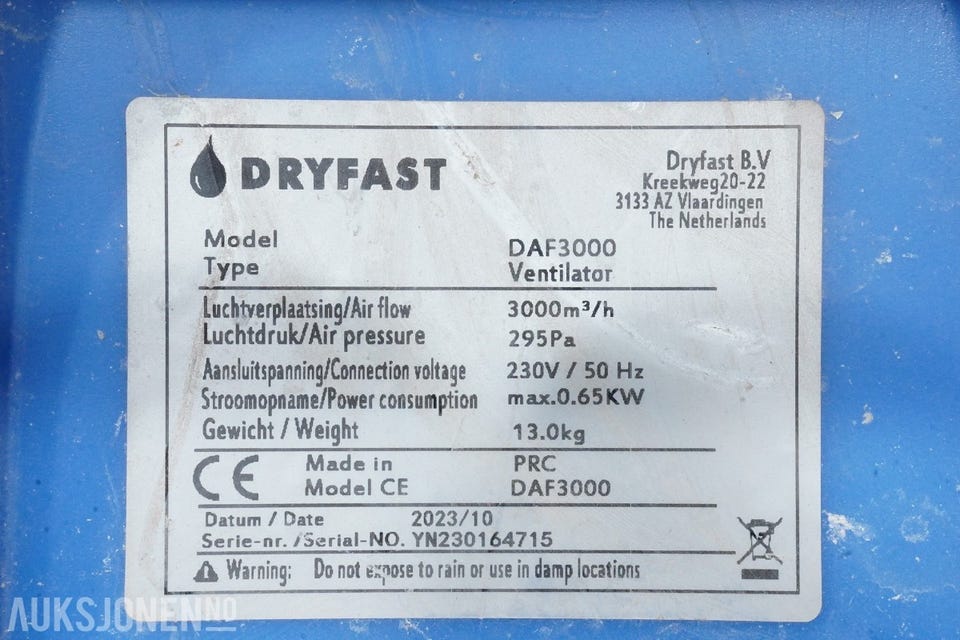 DRYFAST
Dryfast B.V
Kreekweg20-22
3133 AZ Vlaardingen
The Netherlands
Model DAF3000
Type Ventilator
Luchtverplaatsing/Air flow 3000m³/h
Luchtdruk/Air pressure 295Pa
Aansluitspanning/Connection voltage 230V / 50 Hz
Stroomopname/Power consumption max.0.65KW
Gewicht / Weight 13.0kg
CE Made in PRC
Model CE DAF3000
Datum / Date 2023/10
Serie-nr. /Serial-NO. YN230164715
Warning: Do not expose to rain or use in damp locations
AUKSJONEN.NO